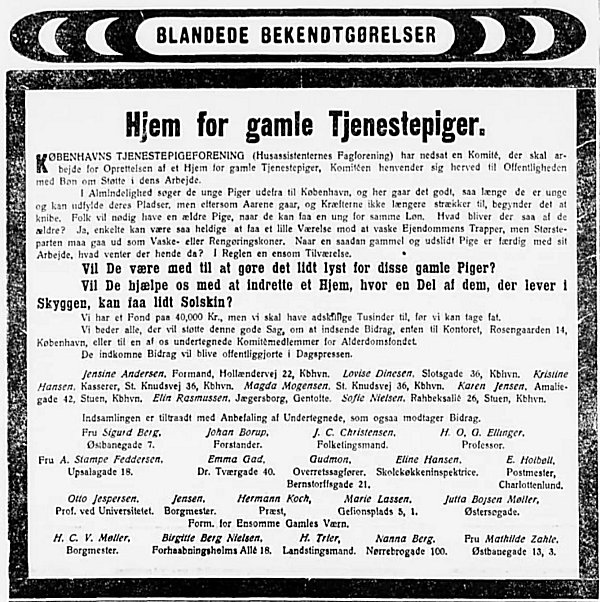 BLANDEDE BEKENDTGØRELSER
Hjem for gamle Tjenestepiger.
KØBENHAVNS TJENESTEPIGEFORENING (Husassistenternes Fagforening) har nedsat en Komité, der skal ar-
bejde for Oprettelsen af et Hjem for gamle Tjenestepiger, Komitéen henvender sig herved til Offentligheden
med Bøn om Støtte i dens Arbejde.
I Almindelighed søger de unge Piger udefra til København, og her gaar det godt, saa længe de er unge
og kan udfylde deres Pladser, men eftersom Aarene gaar, og Kræfterne ikke længere strækker til, begynder det at
knibe. Folk vil nødig have en ældre Pige, naar de kan faa en ung for samme Løn. Hvad bliver der saa af de
ældre? Ja, enkelte kan være saa heldige at faa et lille Værelse mod at vaske Ejendommens Trapper, men Største-
parten maa gaa ud som Vaske- eller Rengøringskoner. Naar en saadan gammel og udslidt Pige er færdig med sit
Arbejde, hvad venter der hende da? I Reglen en ensom Tilværelse.
Vil De være med til at gøre det lidt lyst for disse gamle Piger?
Vil De hjælpe os med at indrette et Hjem, hvor en Del af dem, der lever i
Skyggen, kan faa lidt Solskin?
Vi har et Fond paa 40,000 Kr., men vi skal have adskillige Tusinder til, før vi kan tage fat.
Vi beder alle, der vil støtte denne gode Sag, om at indsende Bidrag, enten til Kontoret, Rosengaarden 14,
København, eller til en af os undertegnede Komitémedlemmer for Alderdomsfondet.
De indkomne Bidrag vil blive offentliggjorte i Dagspressen.
Jensine Andersen, Formand, Hollændervej 22, Kbhvn. Lovise Dinesen, Slotsgade 36, Kbhvn. Kristine
Hansen, Kasserer, St. Knudsvej 36, Kbhvn. Magda Mogensen, St. Knudsvej 36, Kbhvn. Karen Jensen, Amalie-
gade 42, Stuen, Kbhvn. Elin Rasmussen, Jægersborg, Gentofte. Sofie Nielsen, Rahbeksallé 26, Stuen, Kbhvn.
Indsamlingen er tiltraadt med Anbefaling af Undertegnede, som ogsaa modtager Bidrag.
Fru Sigurd Berg, Johan Borup, J. C. Christensen, H. O. G. Ellinger,
Østbanegade 7. Forstander. Folketingsmand. Professor.
Fru A. Stampe Feddersen, Emma Gad, Gudmon, Eline Hansen, E. Holbøll,
Upsalagade 18. Dr. Tværgade 40. Overretssagfører. Skolekøkkeninspektrice. Postmester,
Bernstorffsgade 21, Charlottenlund.
Otto Jespersen, Jensen, Hermann Koch, Marie Lassen, Jutta Bojsen Møller,
Prof. ved Universitetet. Borgmester. Præst, Gefionsplads 5, 1. Østersøgade.
Form. for Ensomme Gamles Værn.
H. C. V. Møller, Birgitte Berg Nielsen, H. Trier, Nanna Berg. Fru Mathilde Zahle,
Borgmester. Forhaabningsholms Allé 18. Landstingsmand. Nørrebrogade 100. Østbanegade 13, 3.